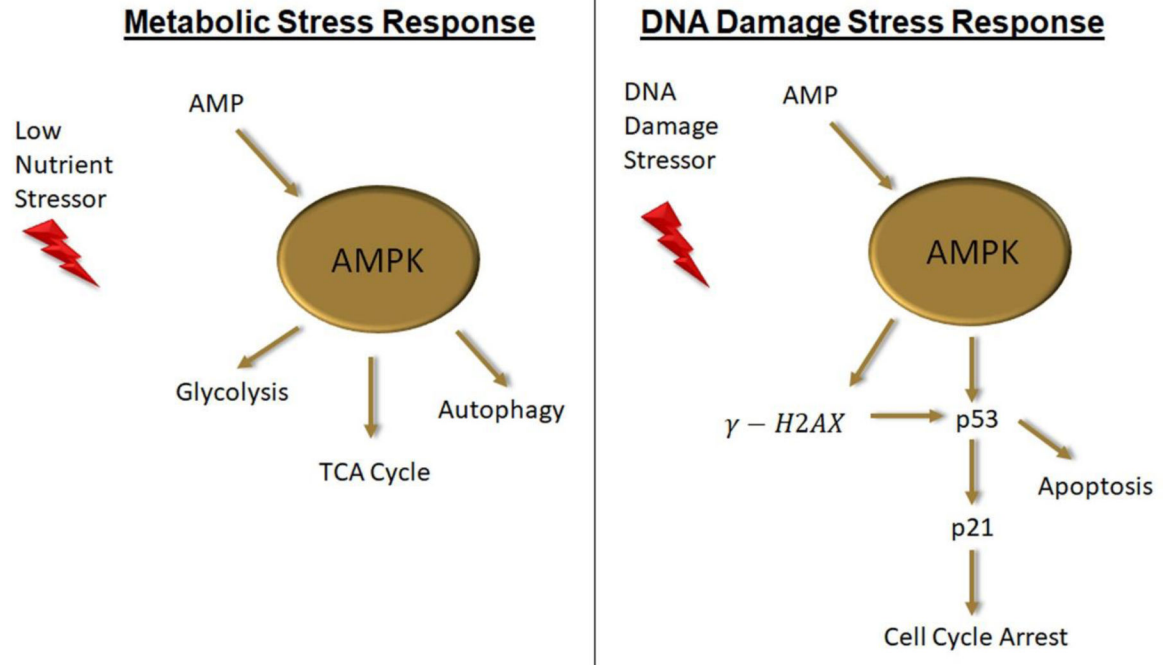 Metabolic Stress Response
AMP
Low
Nutrient
Stressor
AMPK
Glycolysis
Autophagy
TCA Cycle
DNA Damage Stress Response
DNA
Damage
Stressor
AMP
AMPK
γ − H2AX
p53
Apoptosis
p21
Cell Cycle Arrest